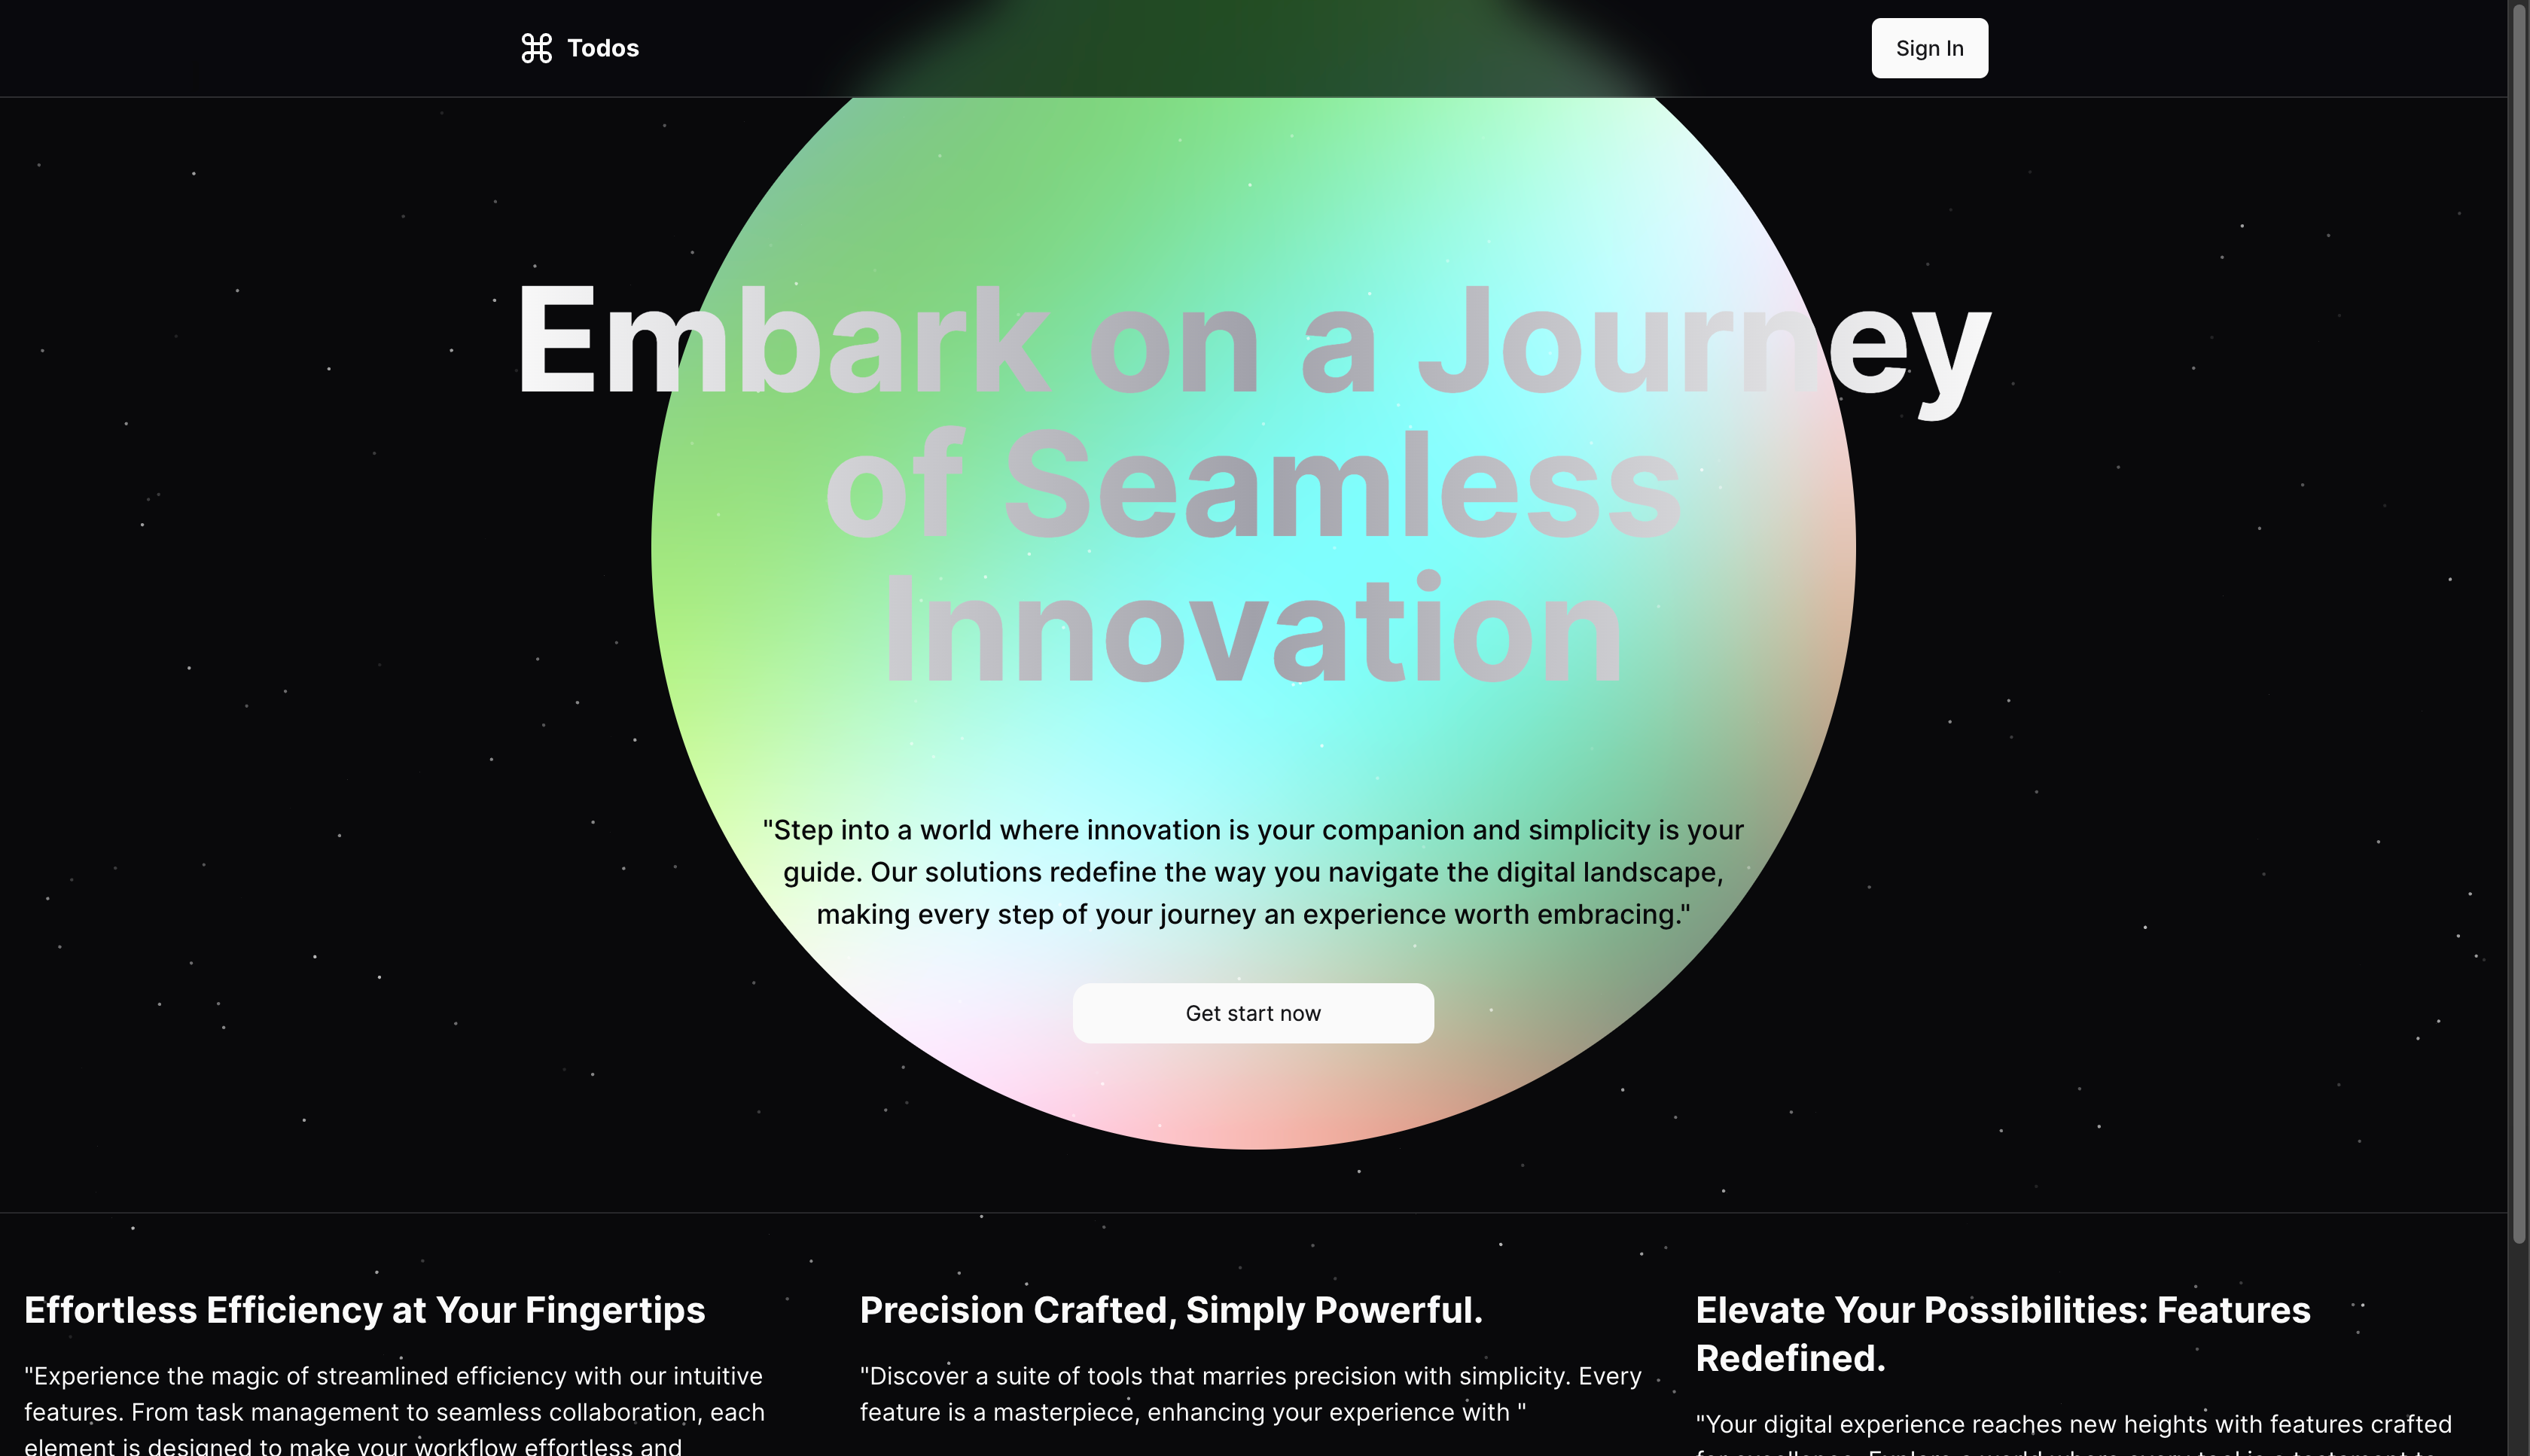 Todos
Sign In
Embark on a Journey
of Seamless
Innovation
"Step into a world where innovation is your companion and simplicity is your
guide. Our solutions redefine the way you navigate the digital landscape,
making every step of your journey an experience worth embracing."
Get start now
Effortless Efficiency at Your Fingertips
"Experience the magic of streamlined efficiency with our intuitive
features. From task management to seamless collaboration, each
element is designed to make your workflow effortless and
Precision Crafted, Simply Powerful.
"Discover a suite of tools that marries precision with simplicity. Every
feature is a masterpiece, enhancing your experience with "
Elevate Your Possibilities: Features
Redefined.
"Your digital experience reaches new heights with features crafted